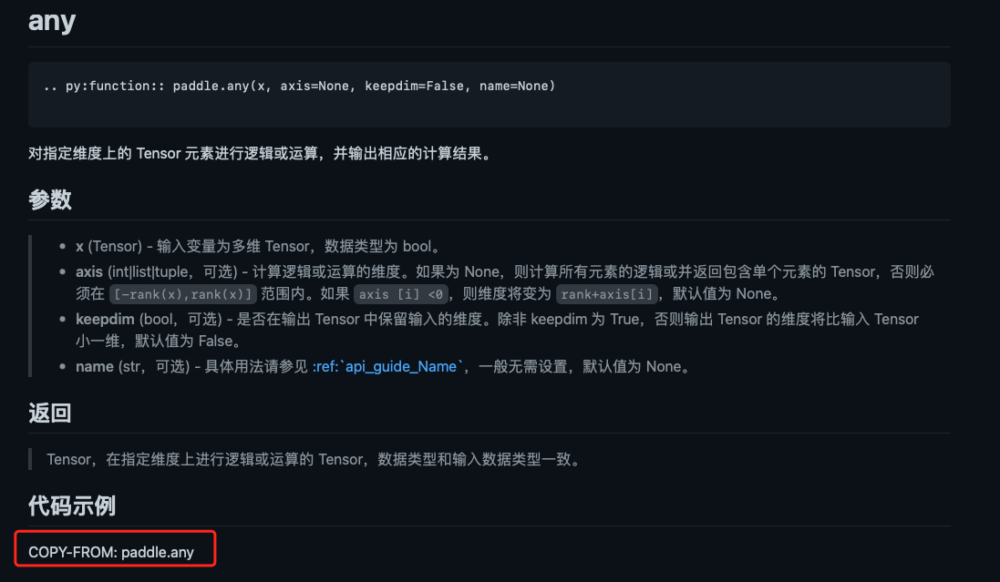 any
.. py:function:: paddle.any(x, axis=None, keepdim=False, name=None)
对指定维度上的 Tensor 元素进行逻辑或运算，并输出相应的计算结果。
参数
• x (Tensor) - 输入变量为多维 Tensor，数据类型为 bool。
• axis (int|list|tuple，可选) - 计算逻辑或运算的维度。如果为 None，则计算所有元素的逻辑或并返回包含单个元素的 Tensor，否则必
须在 [−rank(x),rank(x)] 范围内。如果 axis [i] <0，则维度将变为 rank+axis[i]，默认值为 None。
• keepdim (bool，可选) - 是否在输出 Tensor 中保留输入的维度。除非 keepdim 为 True，否则输出 Tensor 的维度将比输入 Tensor
小一维，默认值为 False。
• name (str，可选) - 具体用法请参见 :ref:`api_guide_Name`，一般无需设置，默认值为 None。
返回
Tensor，在指定维度上进行逻辑或运算的 Tensor，数据类型和输入数据类型一致。
代码示例
COPY-FROM: paddle.any